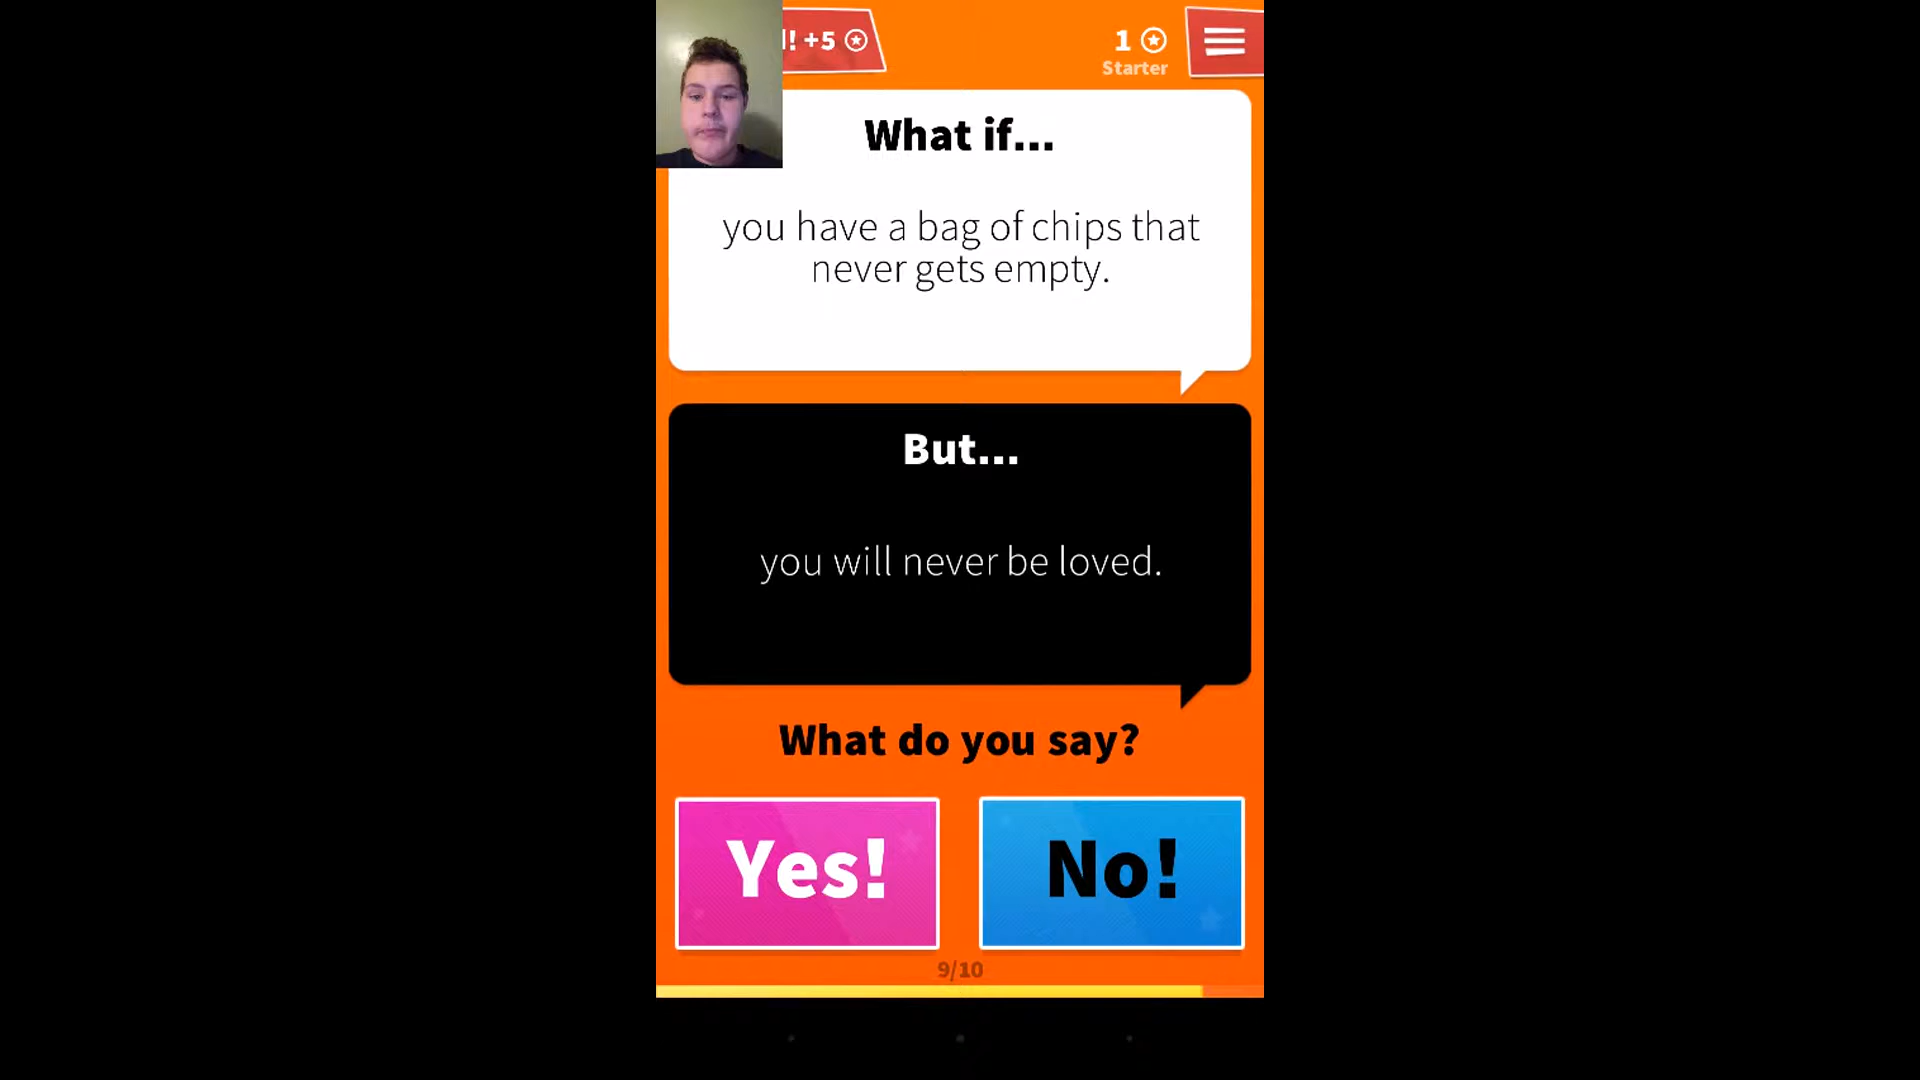 ! +5
1
Starter
What if...
you have a bag of chips that
never gets empty.
But...
you will never be loved.
What do you say?
Yes!
No!
9/10